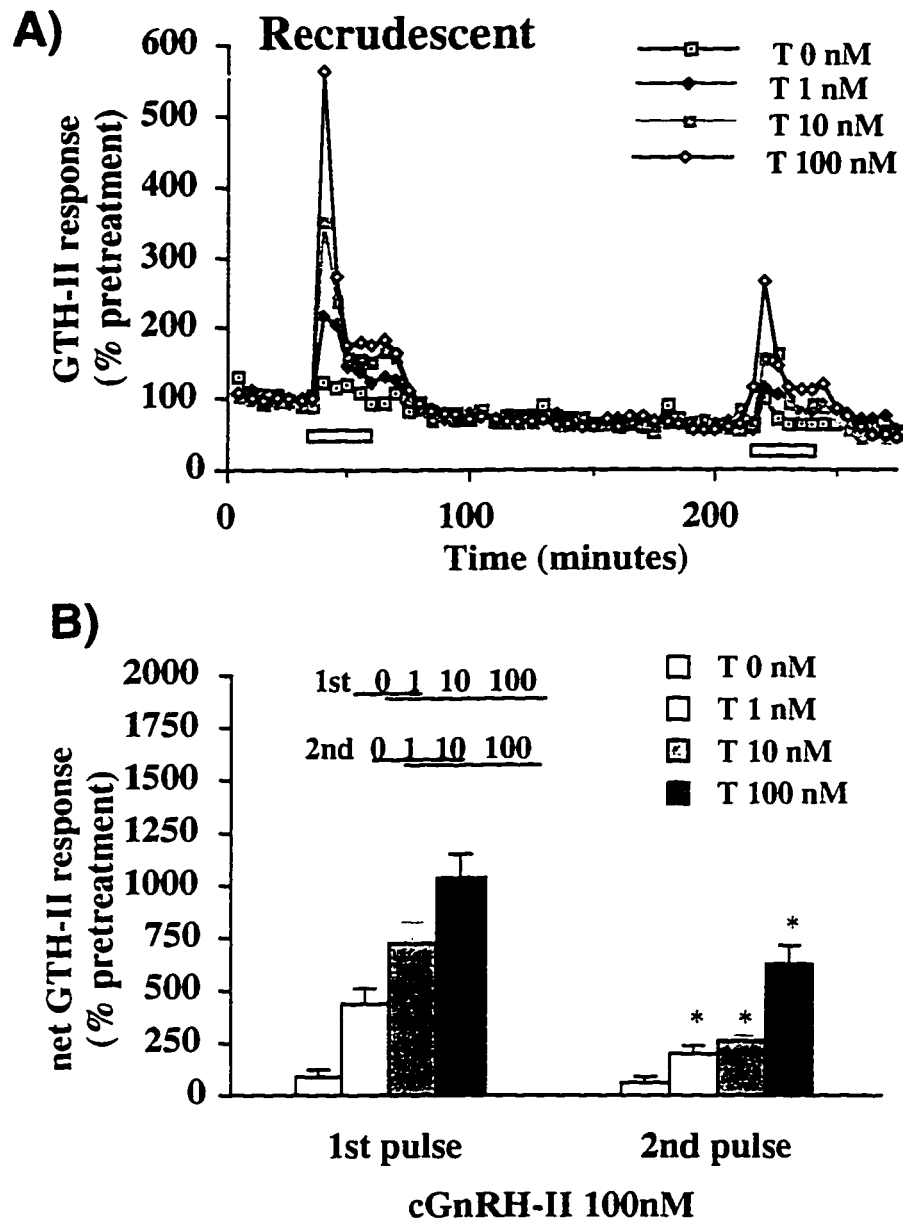 A)
Recrudescent
GTH-II response
(% pretreatment)
600
500
400
300
200
100
0
T 0 nM
T 1 nM
T 10 nM
T 100 nM
0
100
200
Time (minutes)
B)
net GTH-II response
(% pretreatment)
2000
1750
1500
1250
1000
750
500
250
0
1st 0 1 10 100
2nd 0 1 10 100
T 0 nM
T 1 nM
T 10 nM
T 100 nM
* * *
1st pulse
2nd pulse
cGnRH-II 100nM